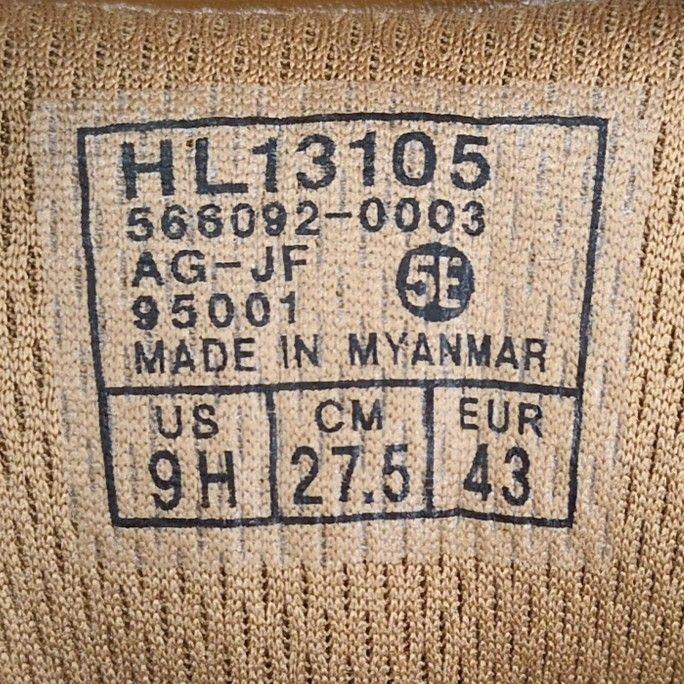 HL13105
566092-0003
AG-JF
5E
95001
MADE IN MYANMAR
US CM EUR
9H 27.5 43